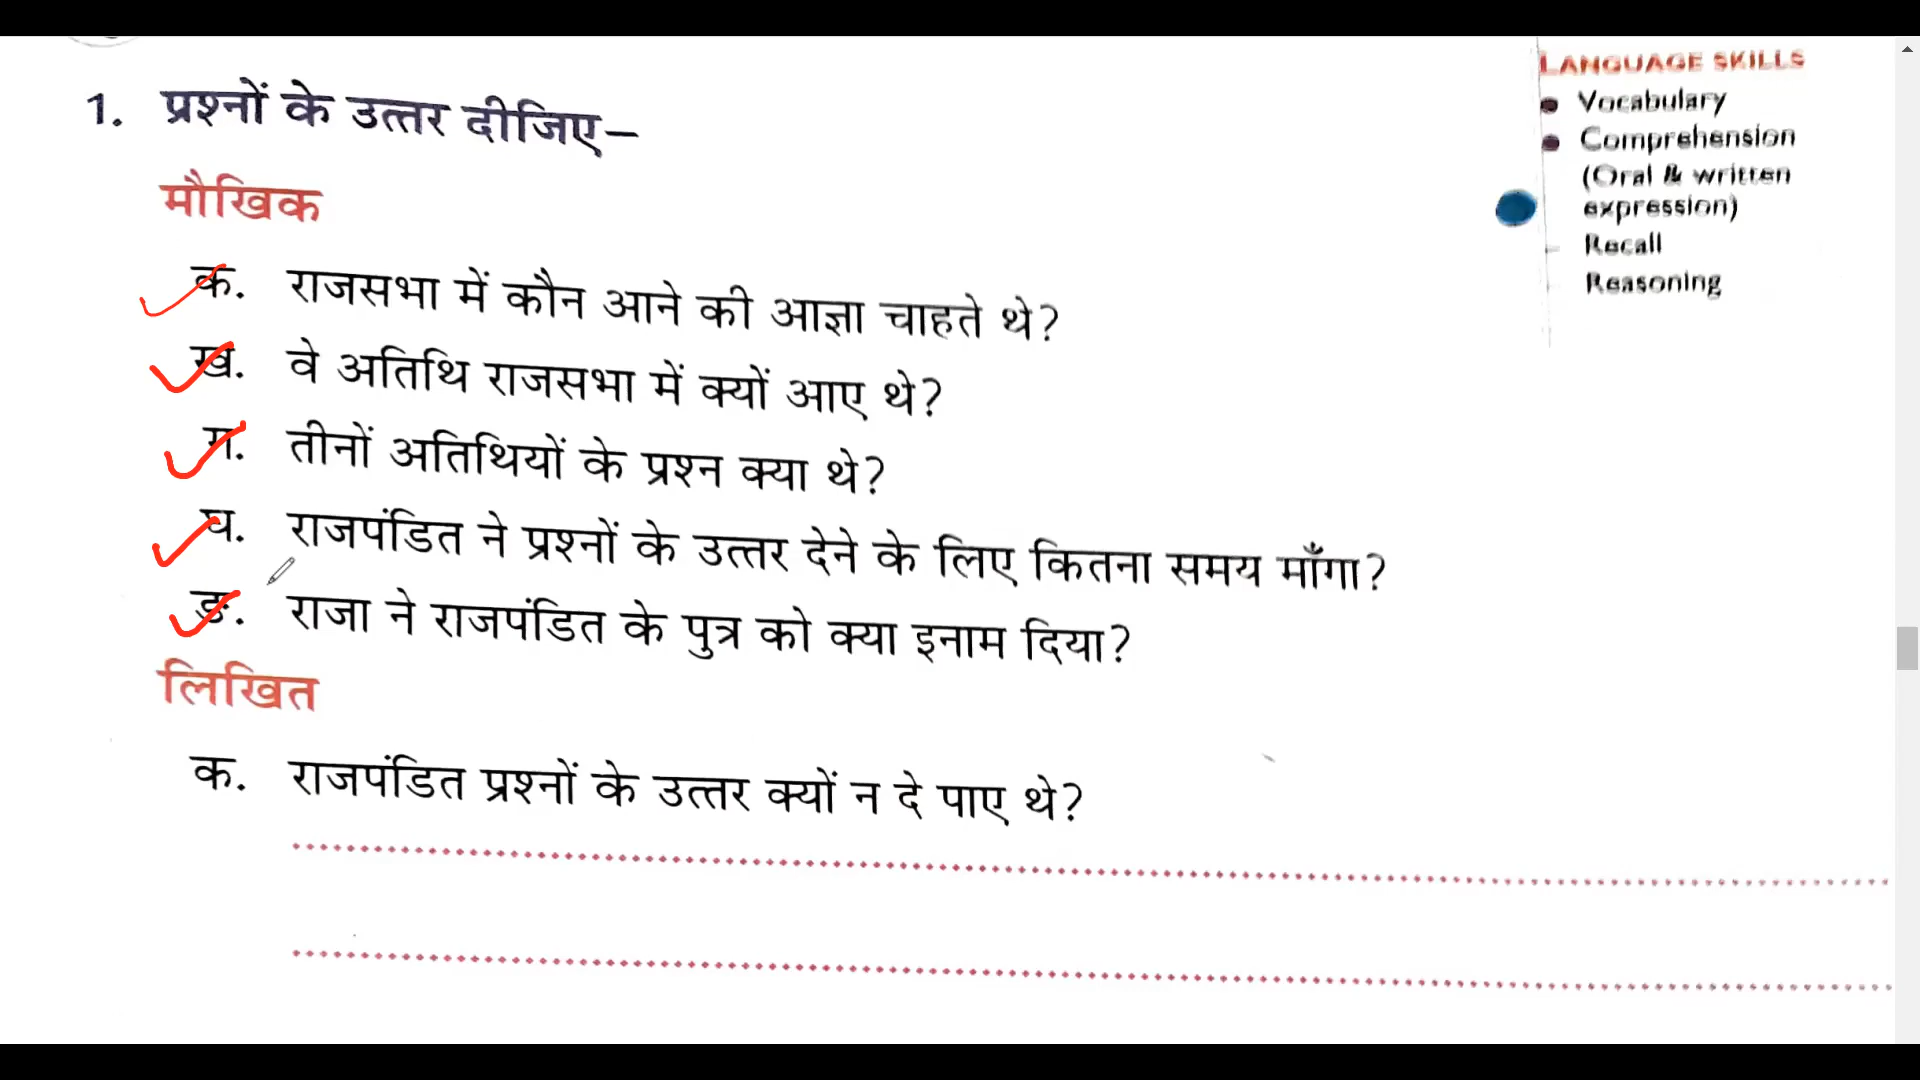 1. प्रश्नों के उत्तर दीजिए–
मौखिक
क. राजसभा में कौन आने की आज्ञा चाहते थे?
ख. वे अतिथि राजसभा में क्यों आए थे?
ग. तीनों अतिथियों के प्रश्न क्या थे?
घ. राजपंडित ने प्रश्नों के उत्तर देने के लिए कितना समय माँगा?
ङ. राजा ने राजपंडित के पुत्र को क्या इनाम दिया?
लिखित
क. राजपंडित प्रश्नों के उत्तर क्यों न दे पाए थे?
LANGUAGE SKILLS
Vocabulary
Comprehension
(Oral & written
expression)
Recall
Reasoning